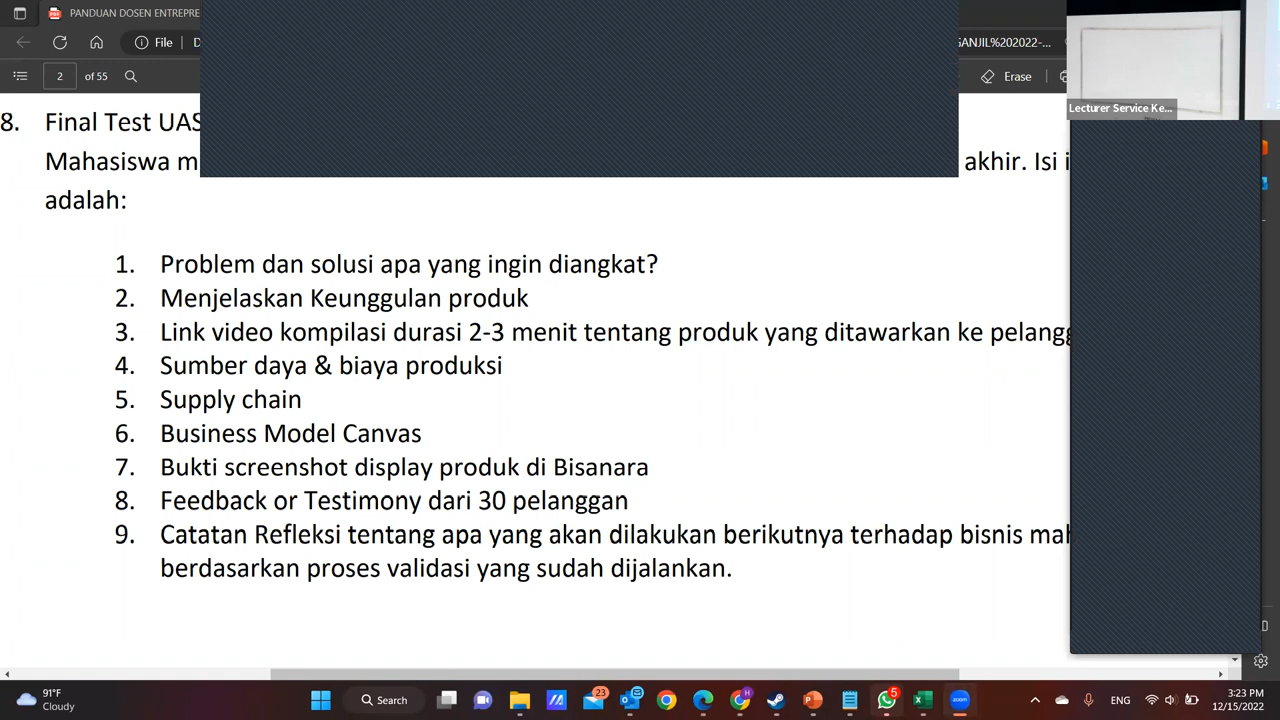 PANDUAN DOSEN ENTREPRE
File
GANJIL%202022-...
2 of 55
Erase
Lecturer Service Ke...
8. Final Test UAS
Mahasiswa m akhir. Isi i
adalah:
1. Problem dan solusi apa yang ingin diangkat?
2. Menjelaskan Keunggulan produk
3. Link video kompilasi durasi 2-3 menit tentang produk yang ditawarkan ke pelangg
4. Sumber daya & biaya produksi
5. Supply chain
6. Business Model Canvas
7. Bukti screenshot display produk di Bisanara
8. Feedback or Testimony dari 30 pelanggan
9. Catatan Refleksi tentang apa yang akan dilakukan berikutnya terhadap bisnis mah
berdasarkan proses validasi yang sudah dijalankan.
91°F
Cloudy
Search
23
5
ENG
3:23 PM
12/15/2022